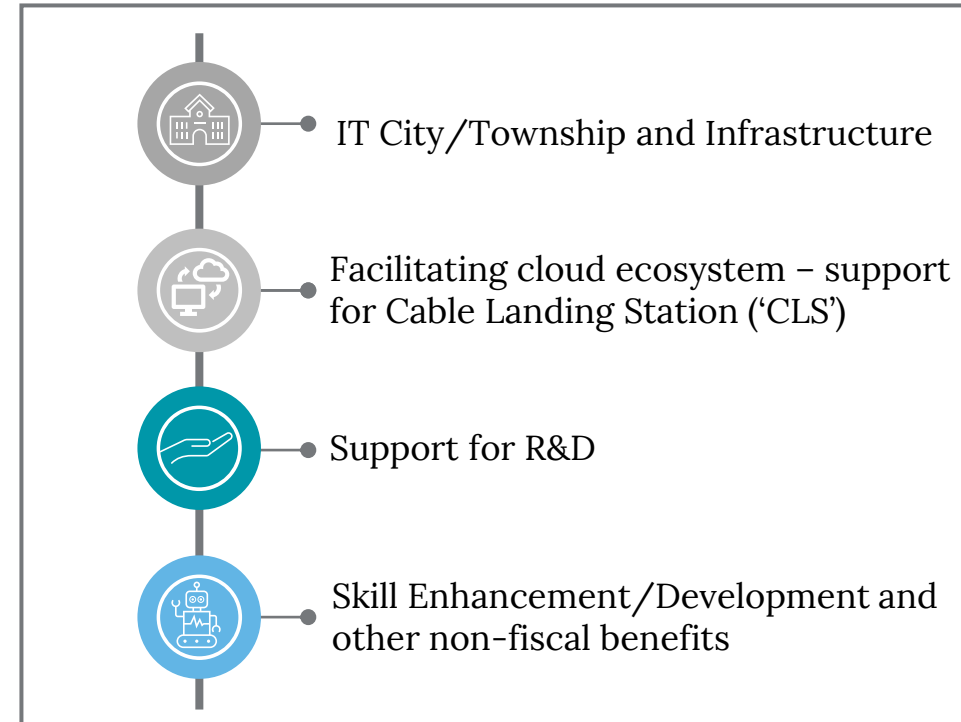 IT City/Township and Infrastructure
Facilitating cloud ecosystem – support
for Cable Landing Station (‘CLS’)
Support for R&D
Skill Enhancement/Development and
other non-fiscal benefits